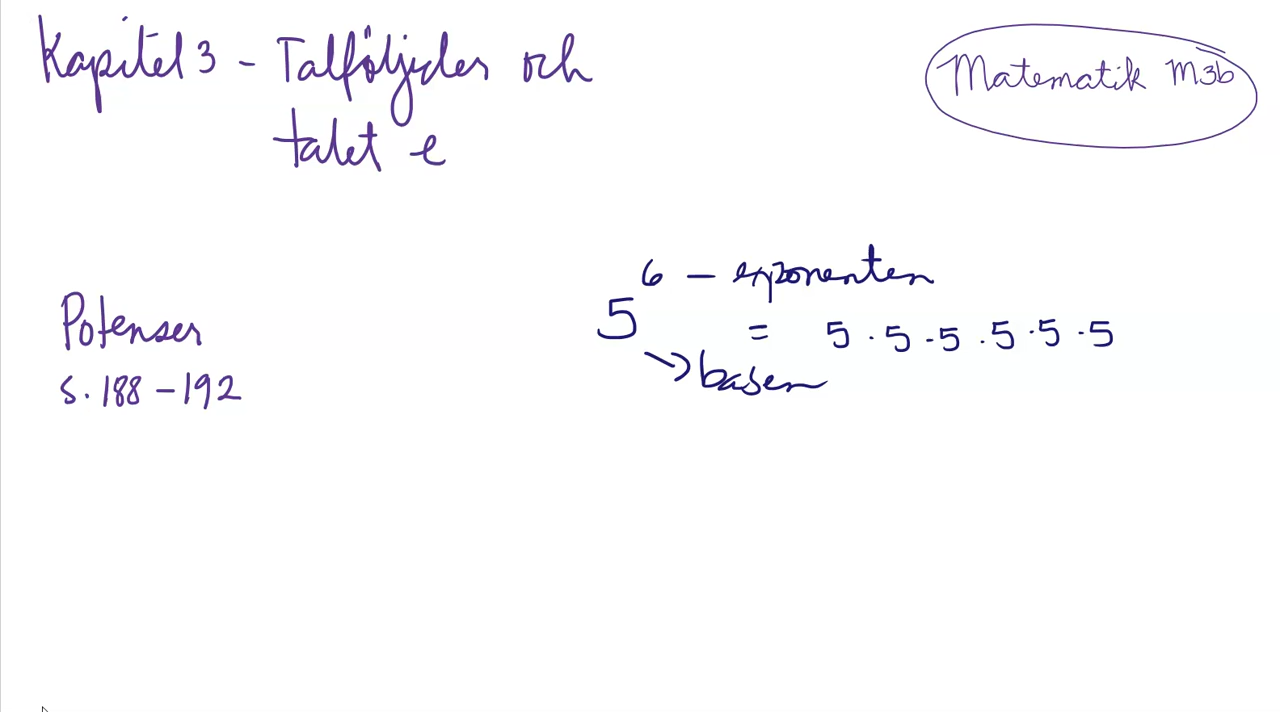 Kapitel 3 - Talföljder och
talet e
Matematik M3b
Potenser
s. 188 - 192
5^6 - exponenten
= 5 · 5 · 5 · 5 · 5 · 5
→ basen